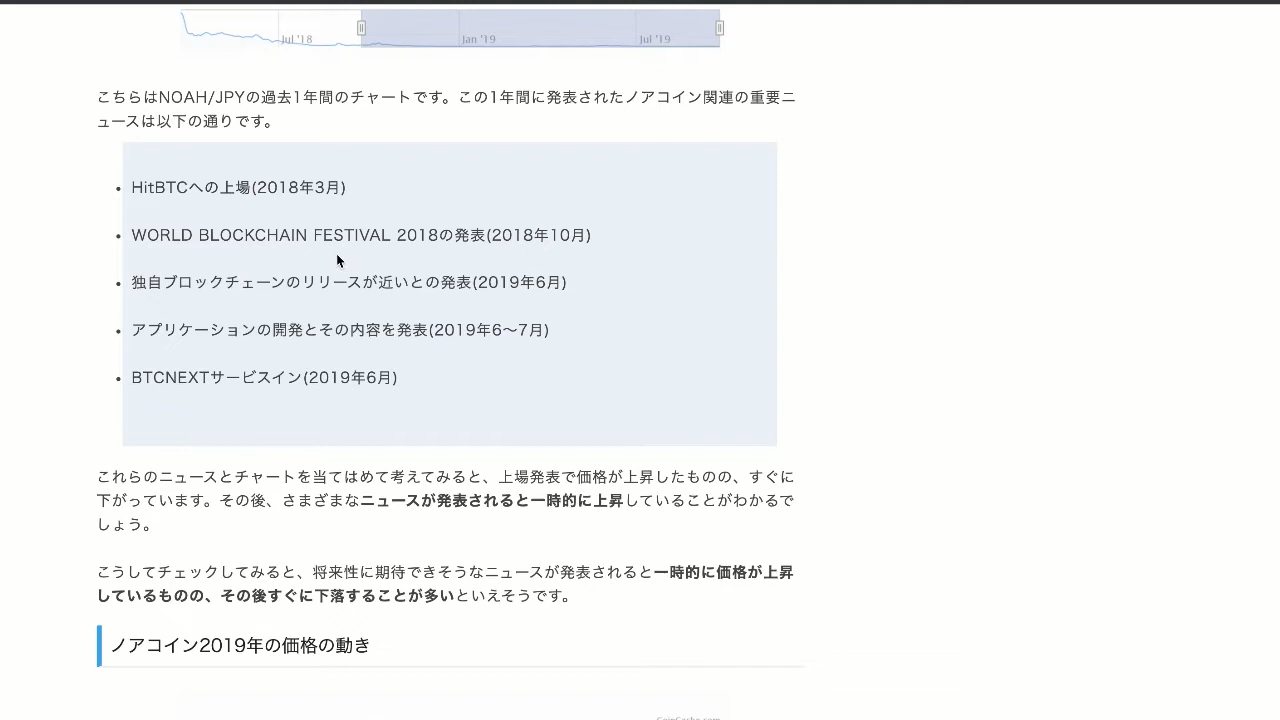 Jul '18 Jan '19 Jul '19
こちらはNOAH/JPYの過去1年間のチャートです。この1年間に発表されたノアコイン関連の重要ニ
ュースは以下の通りです。
• HitBTCへの上場(2018年3月)
• WORLD BLOCKCHAIN FESTIVAL 2018の発表(2018年10月)
• 独自ブロックチェーンのリリースが近いとの発表(2019年6月)
• アプリケーションの開発とその内容を発表(2019年6〜7月)
• BTCNEXTサービスイン(2019年6月)
これらのニュースとチャートを当てはめて考えてみると、上場発表で価格が上昇したものの、すぐに
下がっています。その後、さまざまなニュースが発表されると一時的に上昇していることがわかるで
しょう。
こうしてチェックしてみると、将来性に期待できそうなニュースが発表されると一時的に価格が上昇
しているものの、その後すぐに下落することが多いといえそうです。
ノアコイン2019年の価格の動き